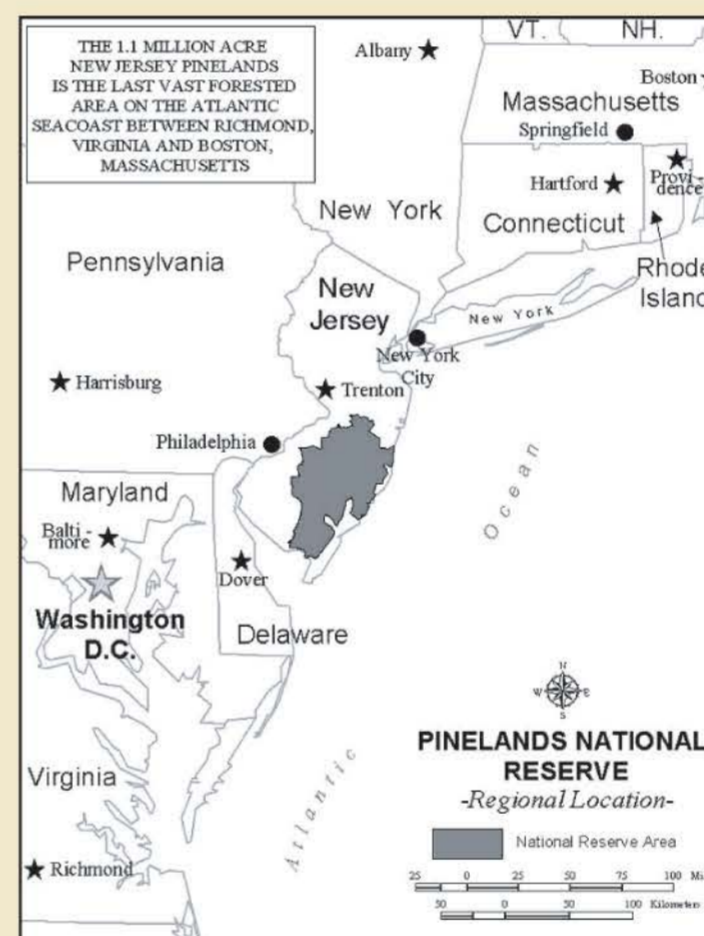 THE 1.1 MILLION ACRE
NEW JERSEY PINELANDS
IS THE LAST VAST FORESTED
AREA ON THE ATLANTIC
SEACOAST BETWEEN RICHMOND,
VIRGINIA AND BOSTON,
MASSACHUSETTS
VT.
NH.
Albany
Boston
Massachusetts
Springfield
Hartford
Provi-
dence
New York
Connecticut
Pennsylvania
Rhode
Island
New
Jersey
New York
New York
City
Harrisburg
Trenton
Philadelphia
Maryland
Balti-
more
Ocean
Dover
Washington
D.C.
Delaware
N
W E
S
PINELANDS NATIONAL
RESERVE
-Regional Location-
Virginia
Atlantic
National Reserve Area
Richmond
25 0 25 50 75 100 Mi
50 0 50 100 Kilometers